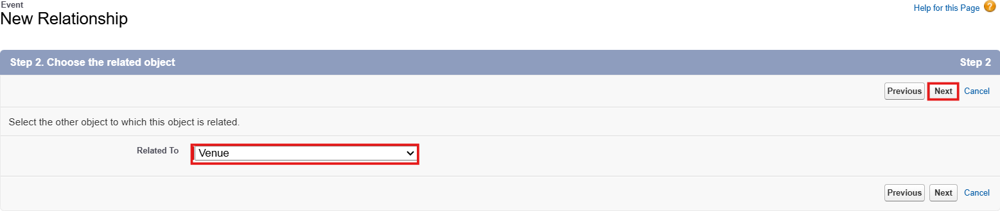 Event
New Relationship
Help for this Page ?
Step 2. Choose the related object Step 2
Previous Next Cancel
Select the other object to which this object is related.
Related To Venue
Previous Next Cancel